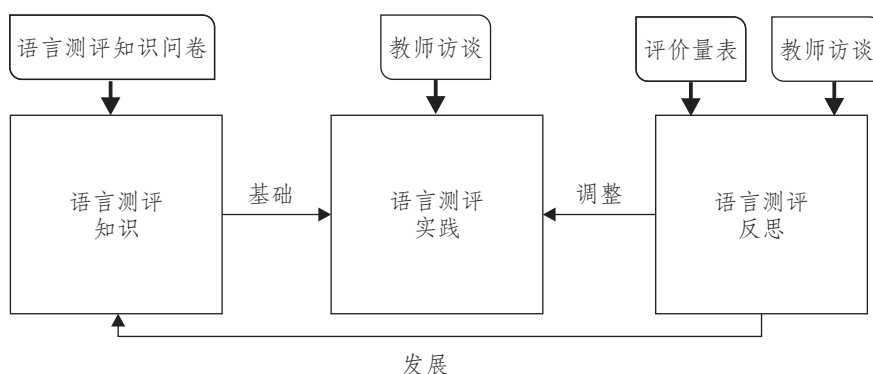 语言测评知识问卷
教师访谈
评价量表
教师访谈
语言测评
知识
基础
语言测评
实践
调整
语言测评
反思
发展